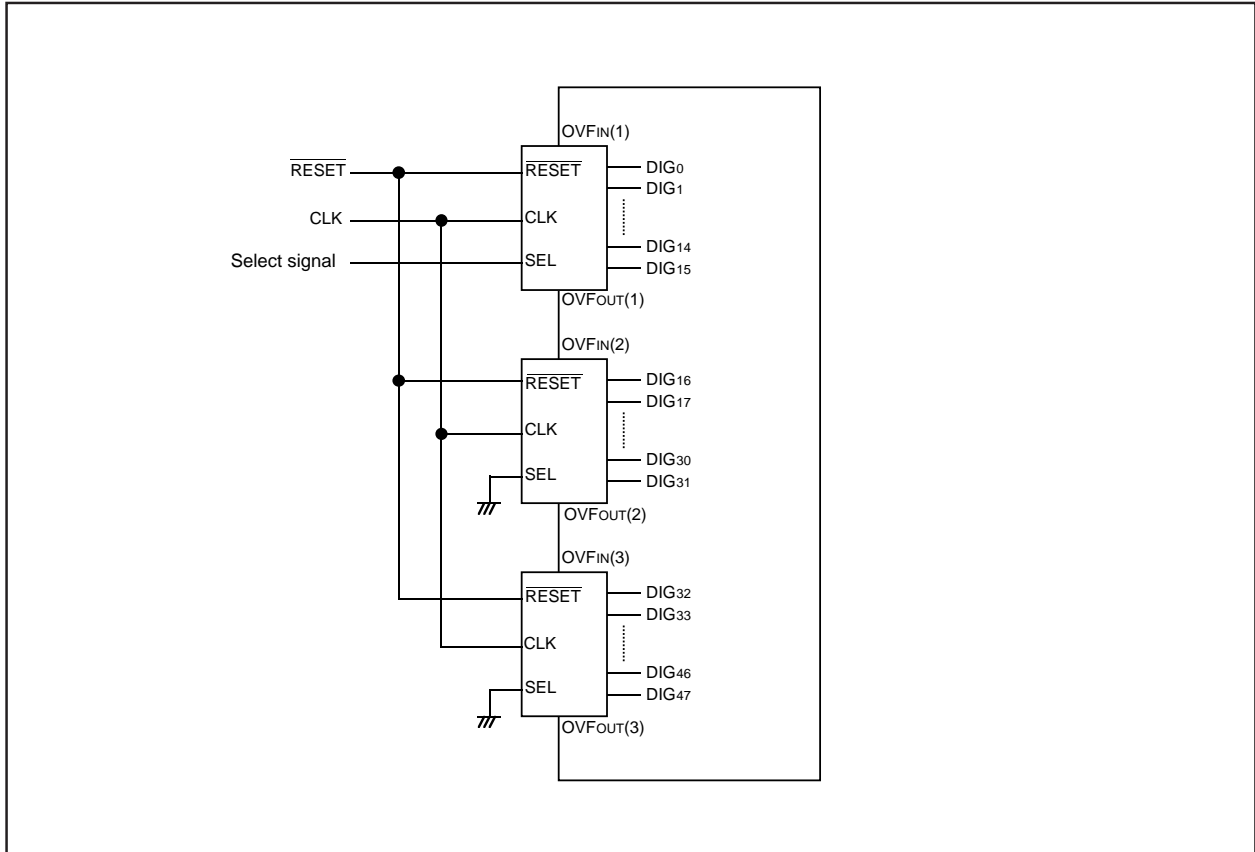 OVFIN(1)
RESET
RESET
DIG0
DIG1
CLK
CLK
DIG14
Select signal
SEL
DIG15
OVFOUT(1)
OVFIN(2)
RESET
DIG16
DIG17
CLK
DIG30
SEL
DIG31
OVFOUT(2)
OVFIN(3)
RESET
DIG32
DIG33
CLK
DIG46
SEL
DIG47
OVFOUT(3)